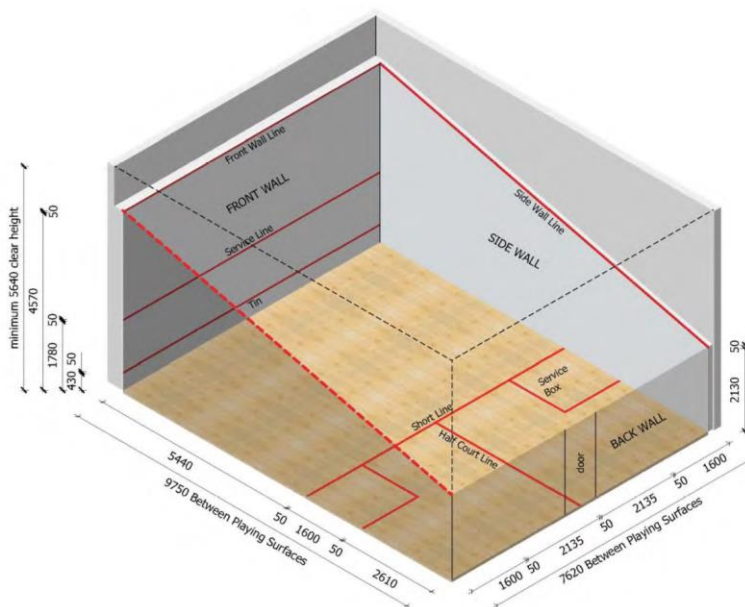 Front Wall Line
FRONT WALL
Service Line
Tin
Side Wall Line
SIDE WALL
minimum 5640 clear height
4570
50
1780
50
430
50
50
2130
Short Line
Half Court Line
Service
Box
door
BACK WALL
5440
50
1600
50
2610
9750 Between Playing Surfaces
1600
50
2135
50
2135
50
1600
7620 Between Playing Surfaces